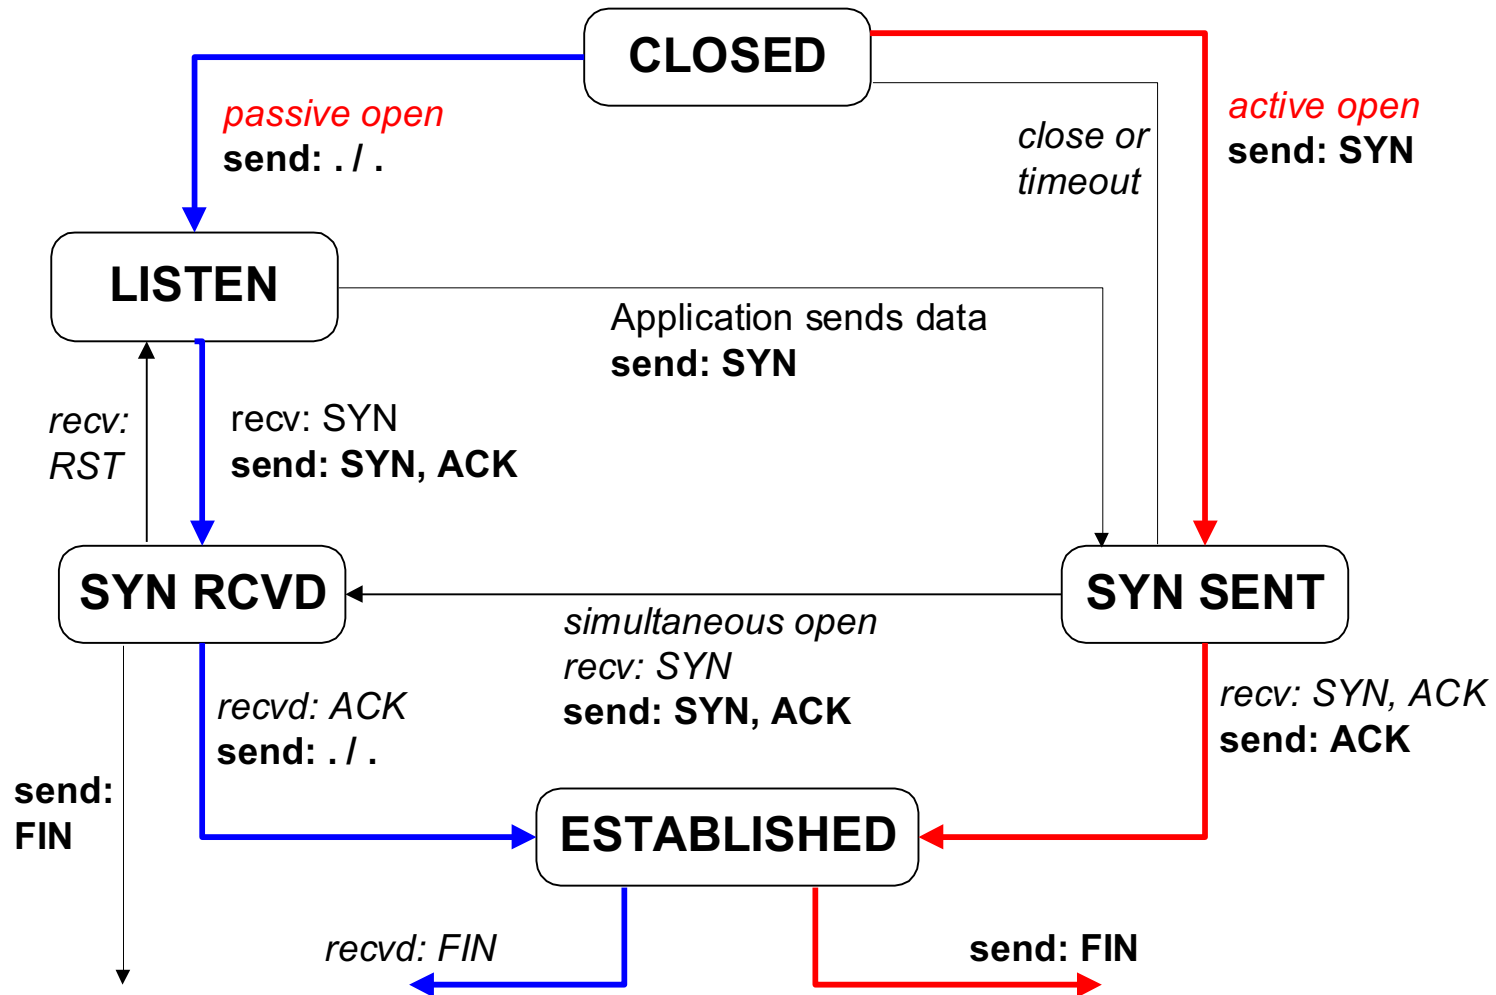 CLOSED
passive open
send: . / .
close or
timeout
active open
send: SYN
LISTEN
Application sends data
send: SYN
recv:
RST
recv: SYN
send: SYN, ACK
SYN RCVD
SYN SENT
simultaneous open
recv: SYN
send: SYN, ACK
recvd: ACK
send: . / .
recv: SYN, ACK
send: ACK
send:
FIN
ESTABLISHED
recvd: FIN
send: FIN